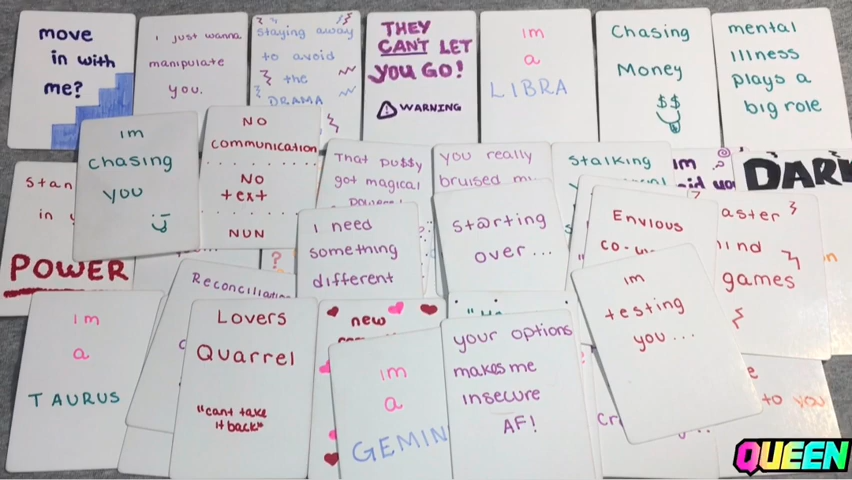 move
in with
me?
i just wanna
manipulate
you.
staying away
to avoid
the
DRAMA
THEY
CAN'T LET
YOU GO!
WARNING
im
a
LIBRA
Chasing
Money
$$
mental
illness
plays a
big role
im
chasing
you
NO
communication
NO
text
NUN
That pu$$y
got magical
you really
bruised
stalking
im
DARK
in
POWER
i need
something
different
starting
over...
Envious
games
im
a
TAURUS
Reconciliation
Lovers
Quarrel
"cant take
it back"
new
im
a
GEMIN
your options
makes me
insecure
AF!
im
testing
you...
to you
QUEEN